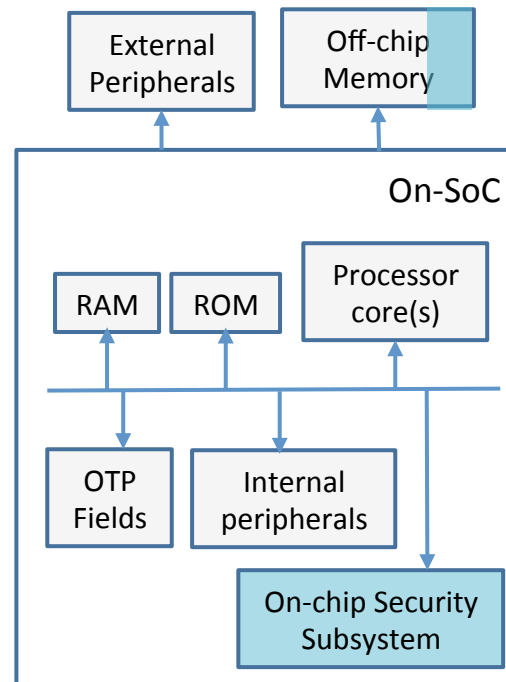 External
Peripherals
Off-chip
Memory
On-SoC
RAM
ROM
Processor
core(s)
OTP
Fields
Internal
peripherals
On-chip Security
Subsystem